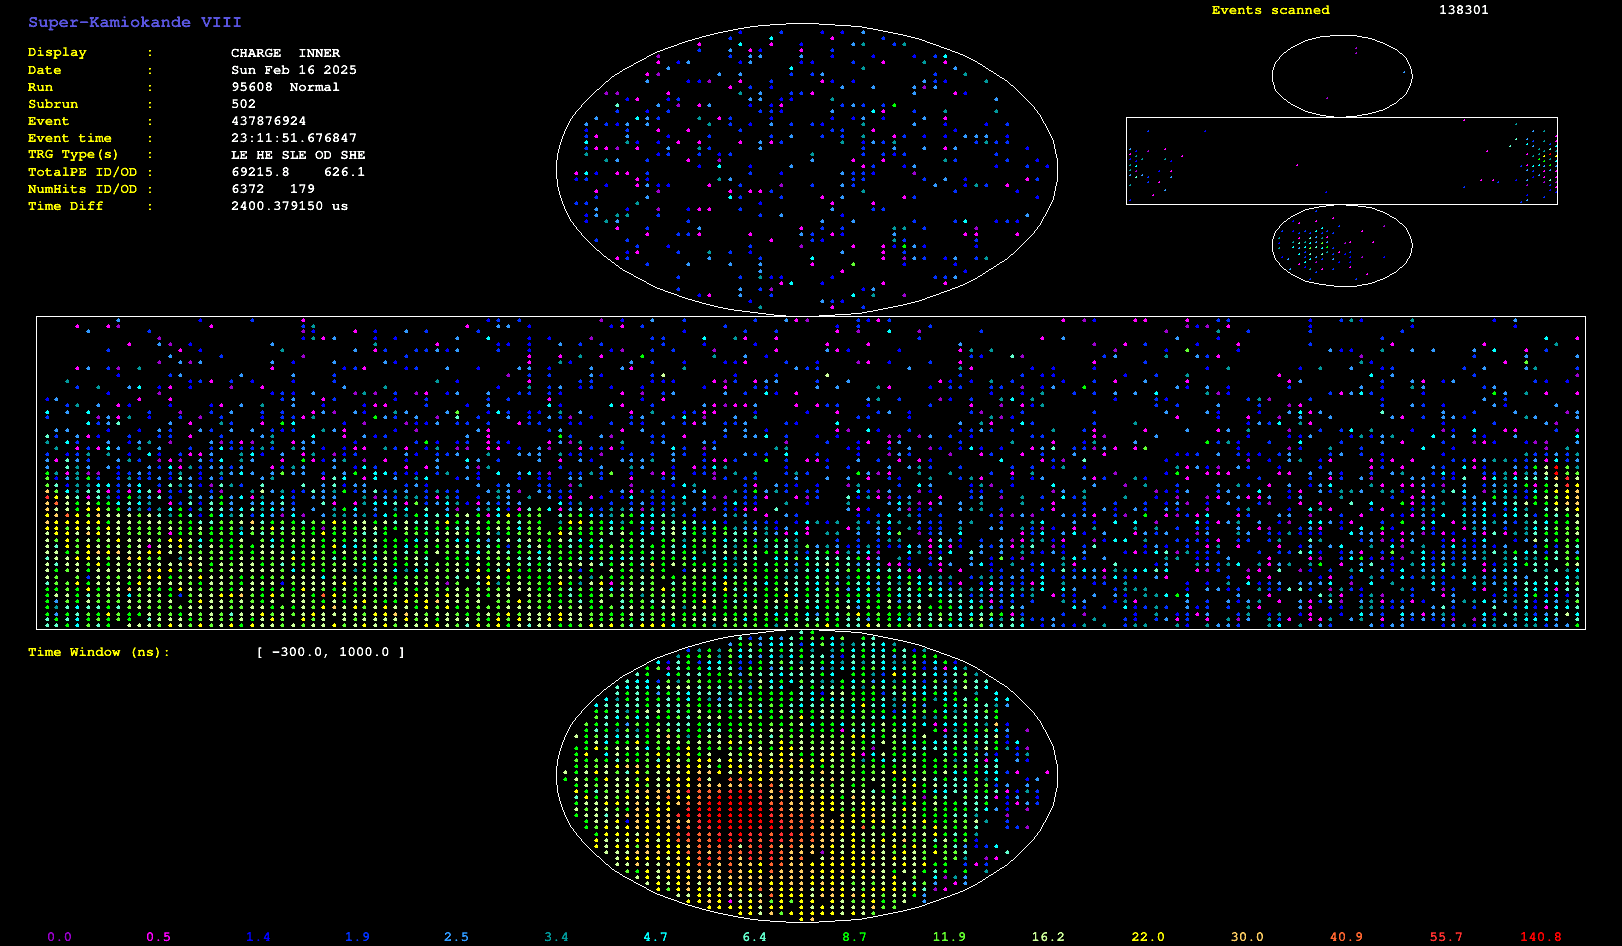 Super-Kamiokande VIII
Events scanned 138301
Display : CHARGE INNER
Date : Sun Feb 16 2025
Run : 95608 Normal
Subrun : 502
Event : 437876924
Event time : 23:11:51.676847
TRG Type(s) : LE HE SLE OD SHE
TotalPE ID/OD : 69215.8 626.1
NumHits ID/OD : 6372 179
Time Diff : 2400.379150 us
Time Window (ns): [ -300.0, 1000.0 ]
0.0 0.5 1.4 1.9 2.5 3.4 4.7 6.4 8.7 11.9 16.2 22.0 30.0 40.9 55.7 140.8